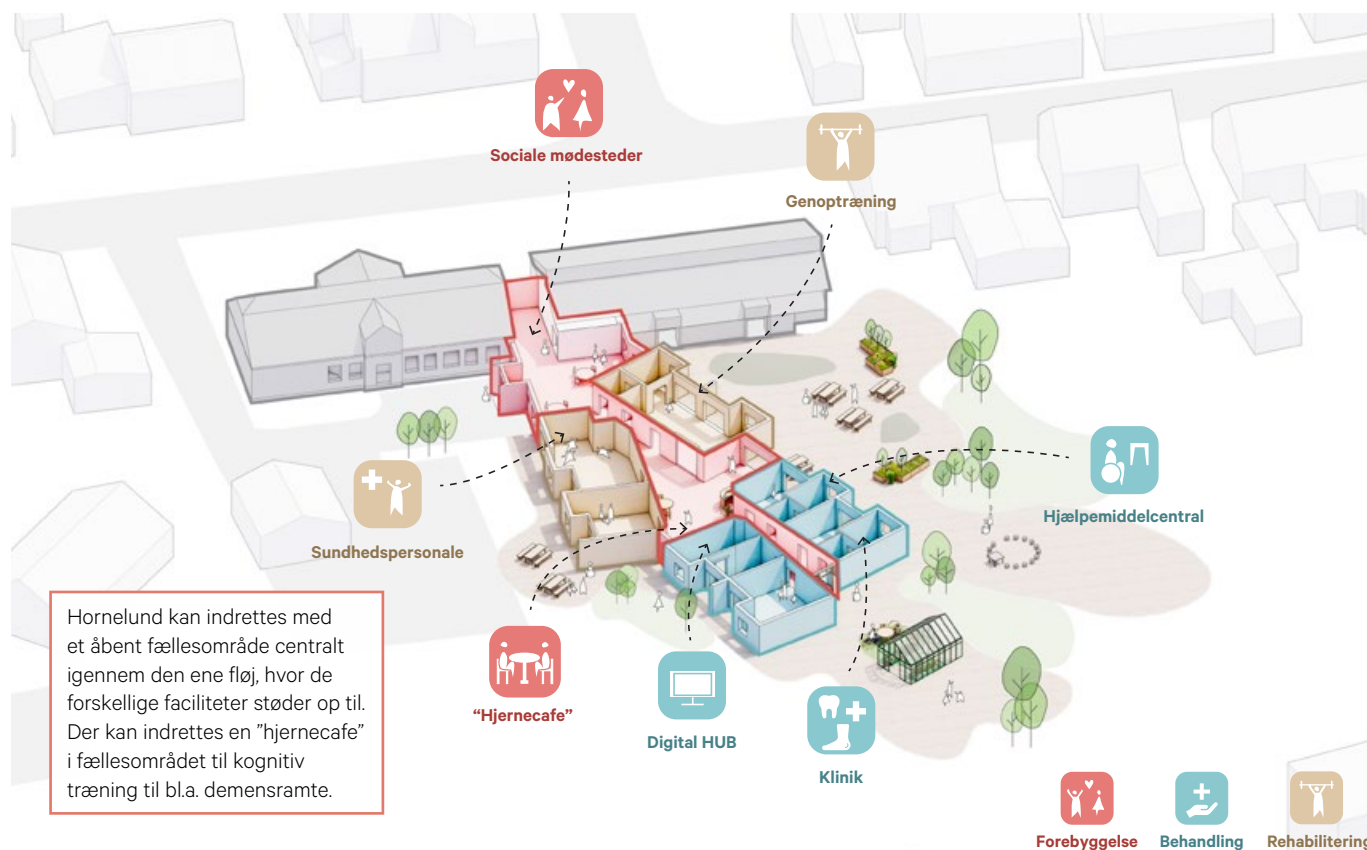 Sociale mødesteder
Genoptræning
Sundhedspersonale
Hjælpemiddelcentral
Hornelund kan indrettes med
et åbent fællesområde centralt
igennem den ene fløj, hvor de
forskellige faciliteter støder op til.
Der kan indrettes en ”hjernecafe”
i fællesområdet til kognitiv
træning til bl.a. demensramte.
“Hjernecafe”
Digital HUB
Klinik
Forebyggelse
Behandling
Rehabilitering